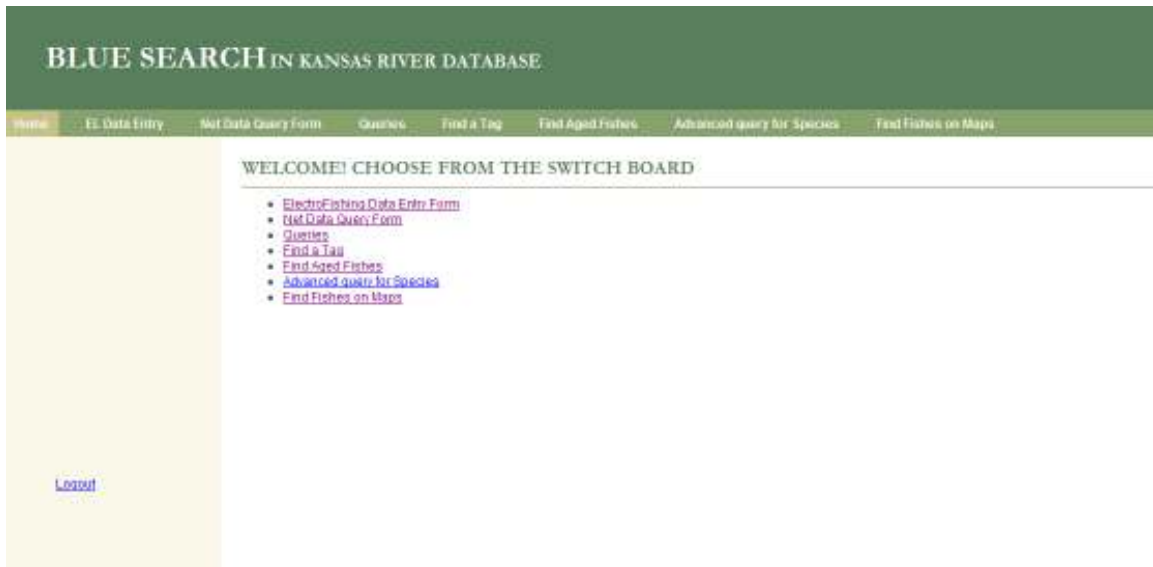 BLUE SEARCH IN KANSAS RIVER DATABASE
Home EL Data Entry Net Data Query Form Queries Find a Tag Find Aged Fishes Advanced query for Species Find Fishes on Maps
WELCOME! CHOOSE FROM THE SWITCH BOARD
ElectroFishing Data Entry Form
Net Data Query Form
Queries
Find a Tag
Find Aged Fishes
Advanced query for Species
Find Fishes on Maps
Logout